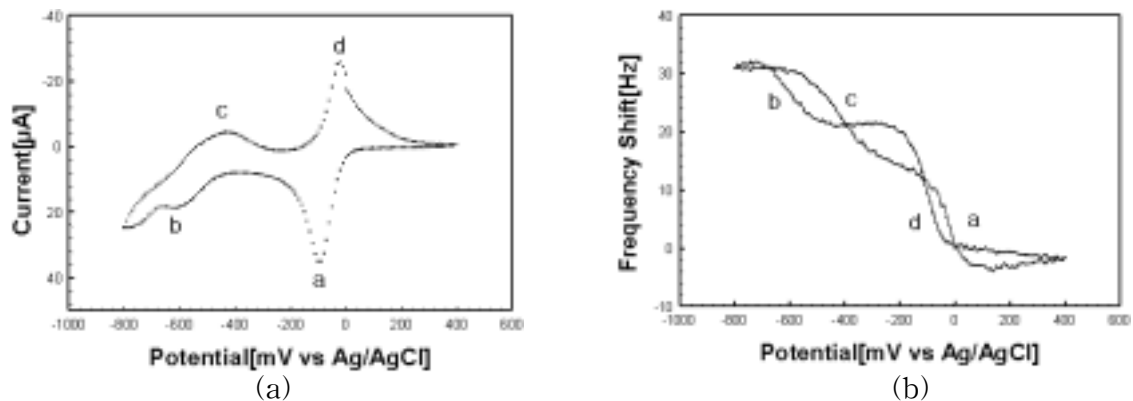 -40
-20
0
20
40
Current[µA]
d
c
b
a
-1000 -800 -600 -400 -200 0 200 400 600
Potential[mV vs Ag/AgCl]
(a)
40
30
20
10
0
-10
Frequency Shift[Hz]
b
c
d
a
-1000 -800 -600 -400 -200 0 200 400 600
Potential[mV vs Ag/AgCl]
(b)